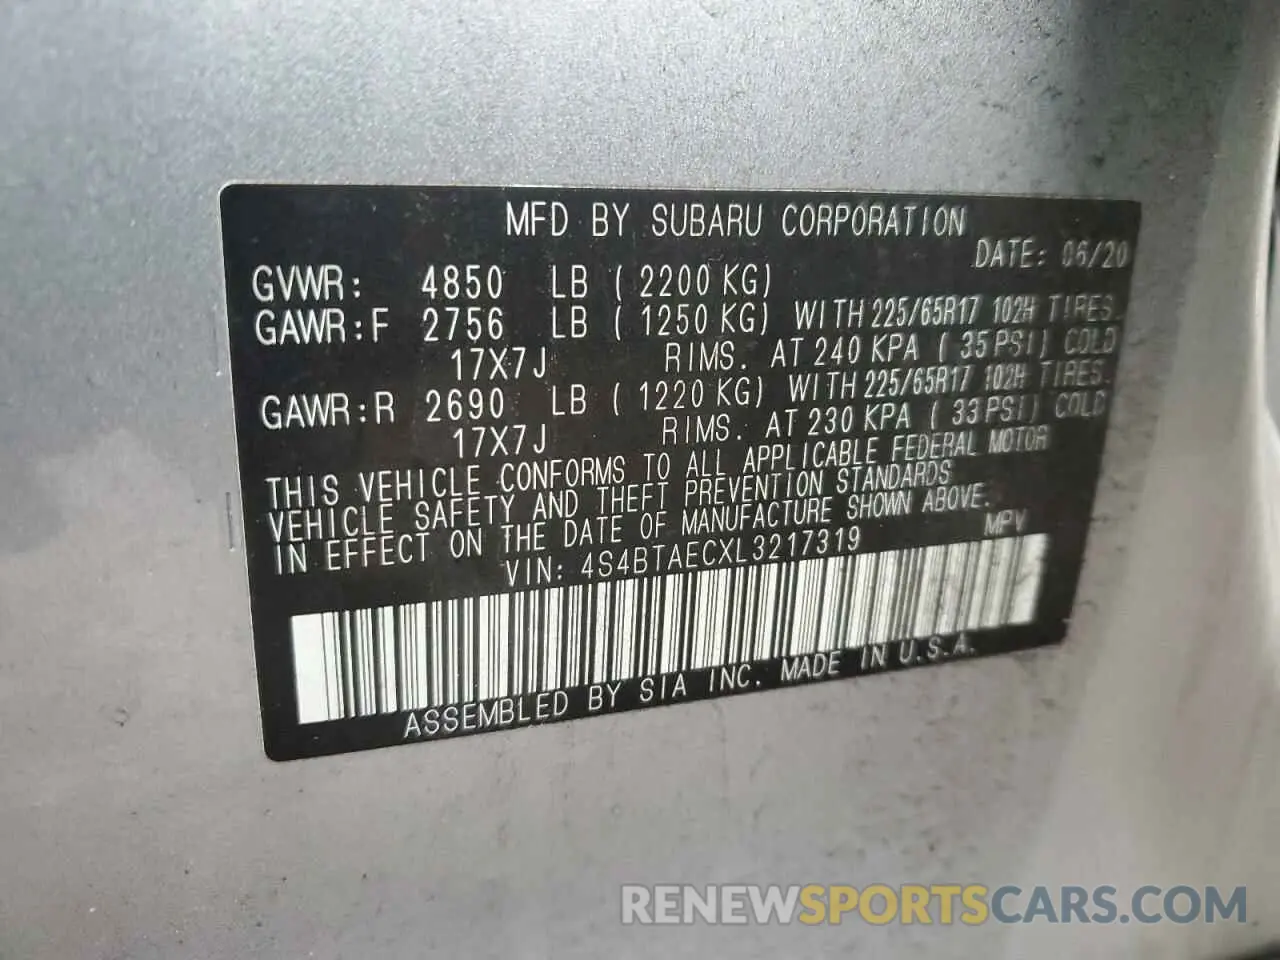 MFD BY SUBARU CORPORATION
DATE: 06/20
GVWR: 4850 LB ( 2200 KG)
GAWR:F 2756 LB ( 1250 KG) WITH 225/65R17 102H TIRES.
17X7J RIMS. AT 240 KPA ( 35 PSI) COLD
GAWR:R 2690 LB ( 1220 KG) WITH 225/65R17 102H TIRES.
17X7J RIMS. AT 230 KPA ( 33 PSI) COLD
THIS VEHICLE CONFORMS TO ALL APPLICABLE FEDERAL MOTOR
VEHICLE SAFETY AND THEFT PREVENTION STANDARDS
IN EFFECT ON THE DATE OF MANUFACTURE SHOWN ABOVE.
VIN: 4S4BTAECXL3217319 MPV
ASSEMBLED BY SIA INC. MADE IN U.S.A.
RENEWSPORTSCARS.COM